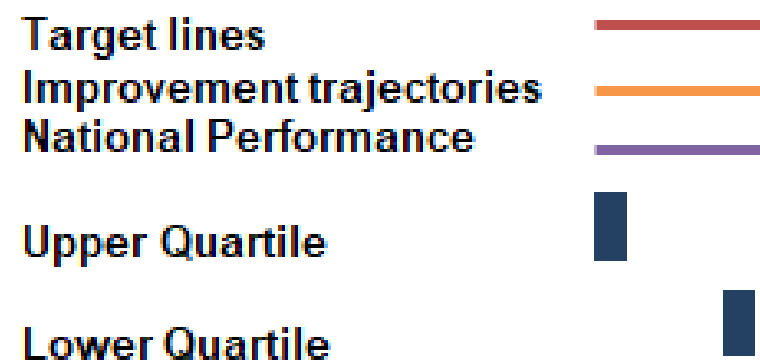 Target lines
Improvement trajectories
National Performance
Upper Quartile
Lower Quartile